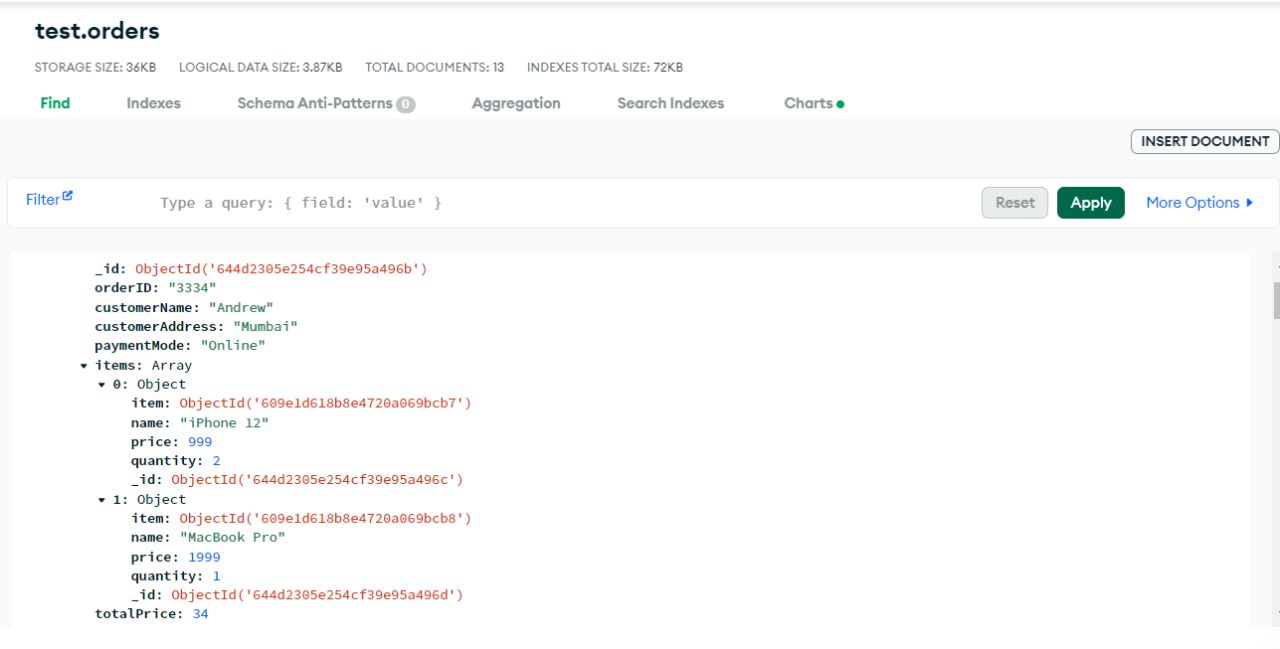 test.orders
STORAGE SIZE: 36KB LOGICAL DATA SIZE: 3.87KB TOTAL DOCUMENTS: 13 INDEXES TOTAL SIZE: 72KB
Find Indexes Schema Anti-Patterns 0 Aggregation Search Indexes Charts
INSERT DOCUMENT
Filter Type a query: { field: 'value' } Reset Apply More Options
_id: ObjectId('644d2305e254cf39e95a496b')
orderID: "3334"
customerName: "Andrew"
customerAddress: "Mumbai"
paymentMode: "Online"
items: Array
0: Object
item: ObjectId('609e1d618b8e4720a069bcb7')
name: "iPhone 12"
price: 999
quantity: 2
_id: ObjectId('644d2305e254cf39e95a496c')
1: Object
item: ObjectId('609e1d618b8e4720a069bcb8')
name: "MacBook Pro"
price: 1999
quantity: 1
_id: ObjectId('644d2305e254cf39e95a496d')
totalPrice: 34